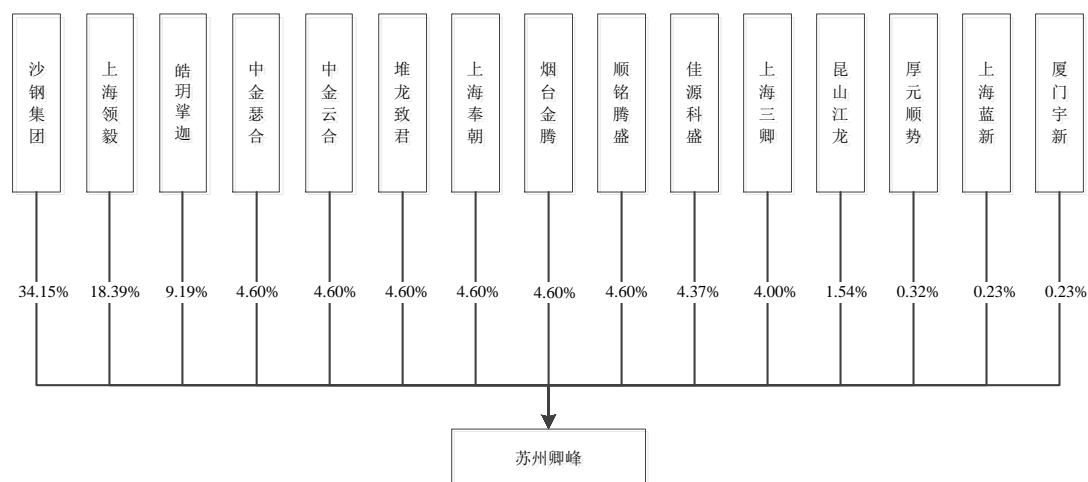 沙钢集团
上海领毅
皓玥挲迦
中金瑟合
中金云合
堆龙致君
上海奉朝
烟台金腾
顺铭腾盛
佳源科盛
上海三卿
昆山江龙
厚元顺势
上海蓝新
厦门宇新
34.15%
18.39%
9.19%
4.60%
4.60%
4.60%
4.60%
4.60%
4.60%
4.37%
4.00%
1.54%
0.32%
0.23%
0.23%
苏州卿峰